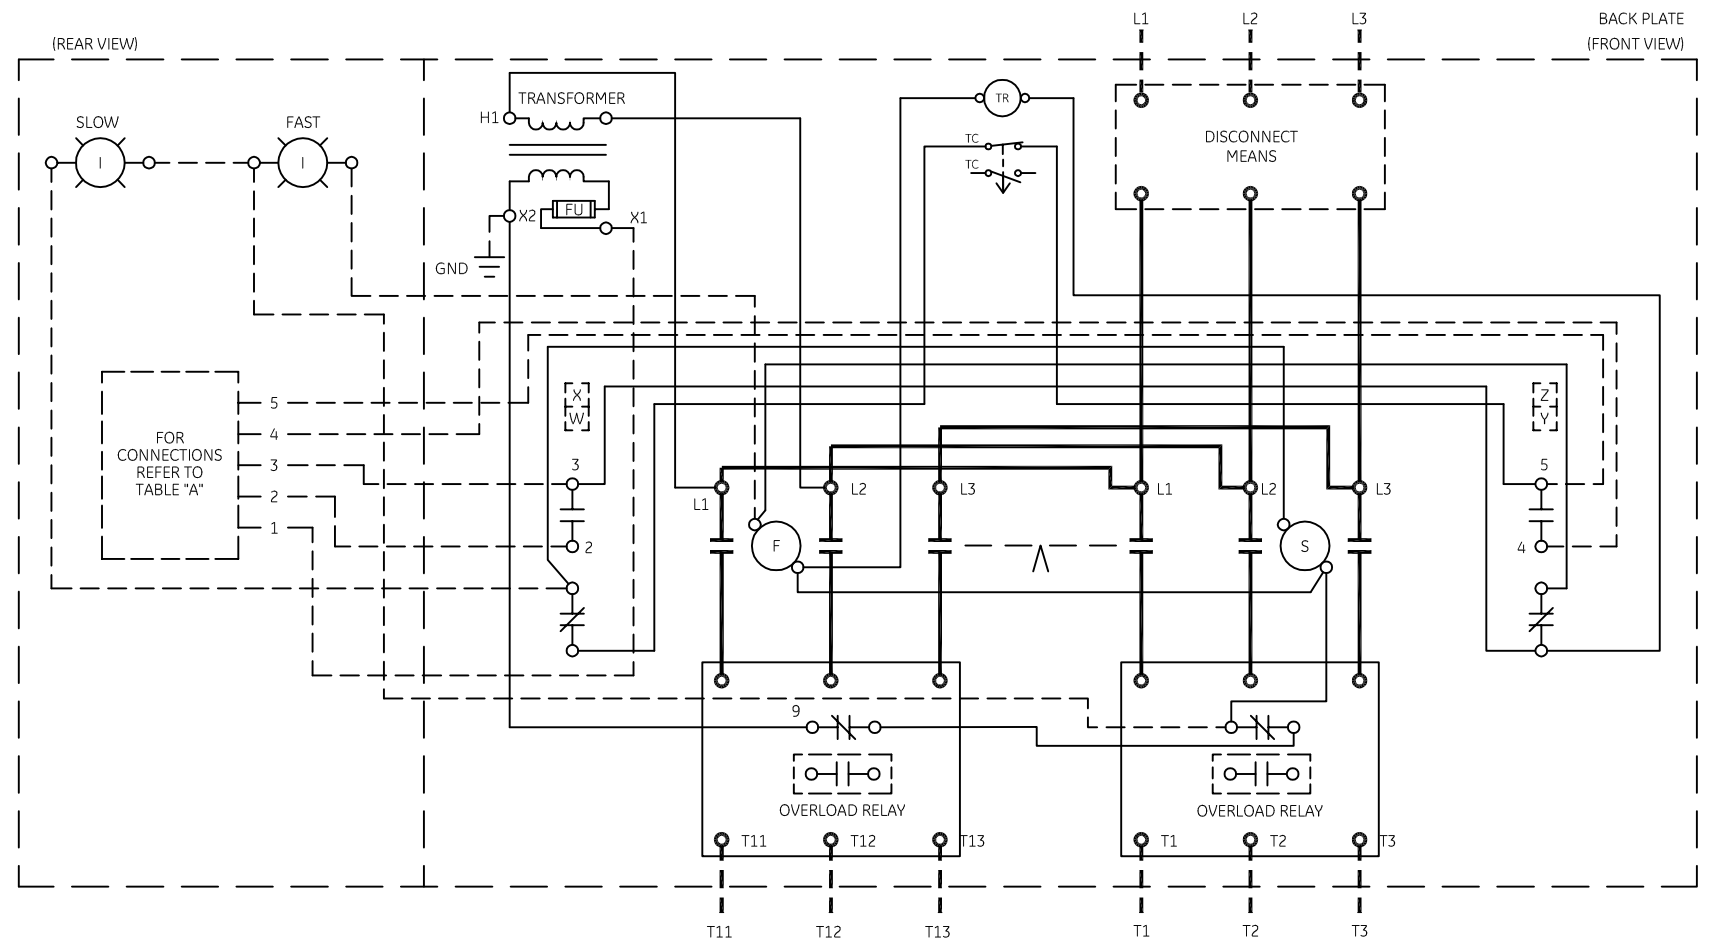 L1 L2 L3 BACK PLATE
(REAR VIEW) (FRONT VIEW)
TRANSFORMER
TR
H1
SLOW FAST
TC
DISCONNECT
MEANS
I I
TC
FU
X2 X1
GND
X Z
W Y
5
4
3
2
1
FOR
CONNECTIONS
REFER TO
TABLE "A"
3 5
L1 L2 L3 L1 L2 L3
2 F S 4
9
OVERLOAD RELAY OVERLOAD RELAY
T11 T12 T13 T1 T2 T3
T11 T12 T13 T1 T2 T3